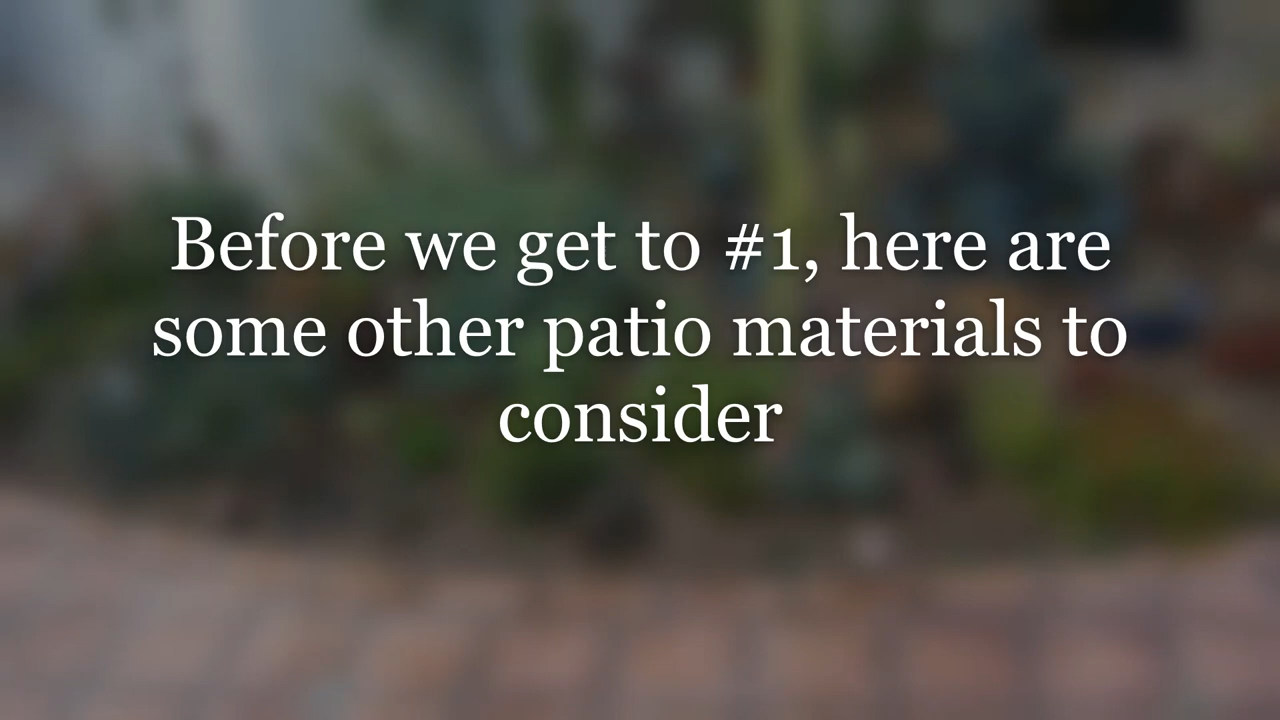 Before we get to #1, here are
some other patio materials to
consider